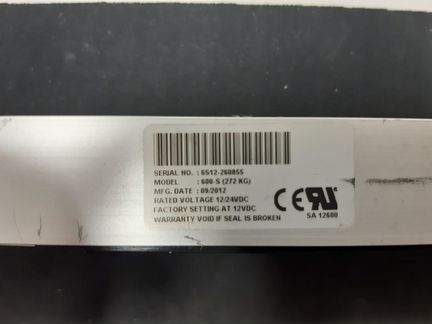 SERIAL NO. : 6S12-260855
MODEL : 600-S (272 KG)
MFG. DATE : 09/2012
RATED VOLTAGE 12/24VDC
FACTORY SETTING AT 12VDC
WARRANTY VOID IF SEAL IS BROKEN
CE RU
SA 12600